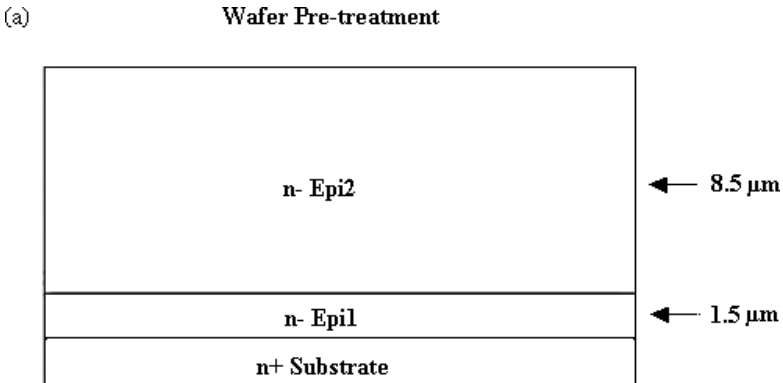 (a) Wafer Pre-treatment
n- Epi2
8.5 µm
n- Epi1
1.5 µm
n+ Substrate